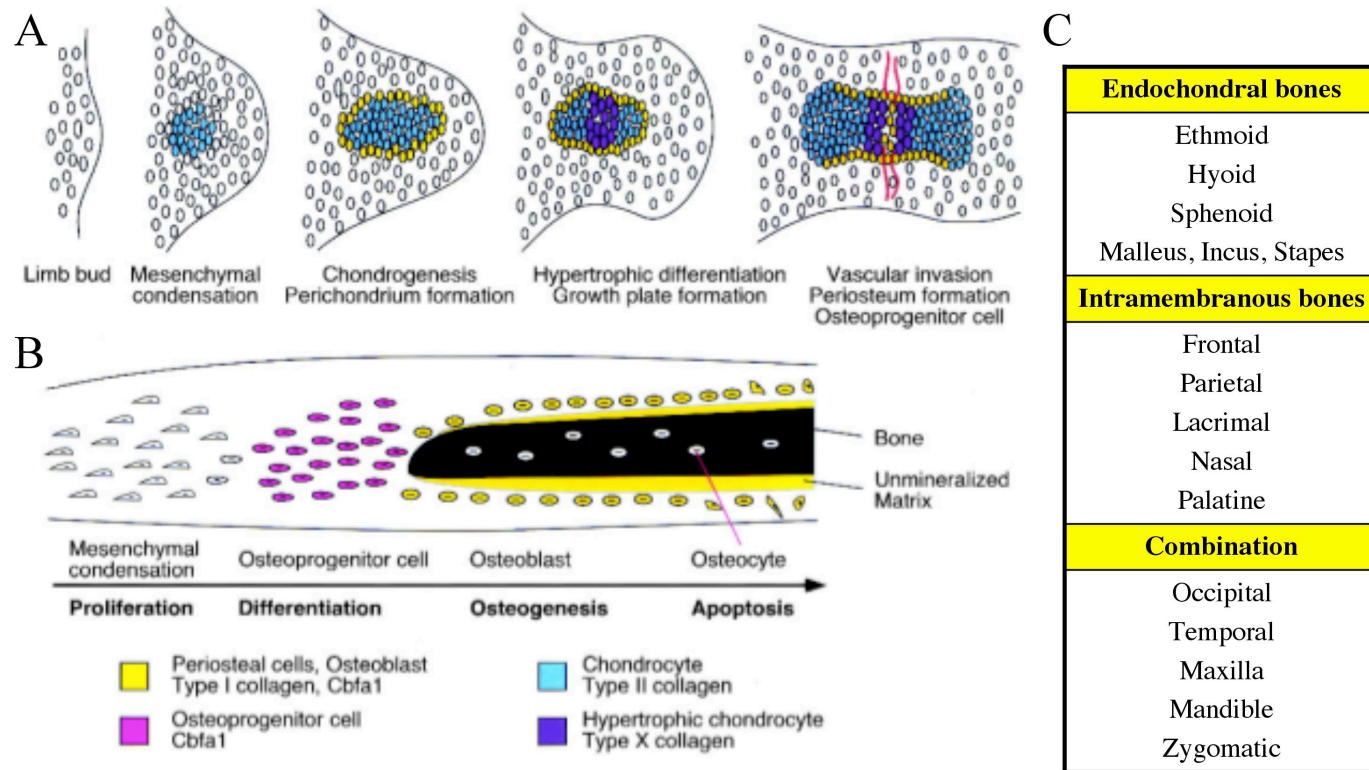 A
Limb bud
Mesenchymal
condensation
Chondrogenesis
Perichondrium formation
Hypertrophic differentiation
Growth plate formation
Vascular invasion
Periosteum formation
Osteoprogenitor cell
B
Bone
Unmineralized
Matrix
Mesenchymal
condensation
Osteoprogenitor cell
Osteoblast
Osteocyte
Proliferation
Differentiation
Osteogenesis
Apoptosis
Periosteal cells, Osteoblast
Type I collagen, Cbfa1
Osteoprogenitor cell
Cbfa1
Chondrocyte
Type II collagen
Hypertrophic chondrocyte
Type X collagen
C
Endochondral bones
Ethmoid
Hyoid
Sphenoid
Malleus, Incus, Stapes
Intramembranous bones
Frontal
Parietal
Lacrimal
Nasal
Palatine
Combination
Occipital
Temporal
Maxilla
Mandible
Zygomatic